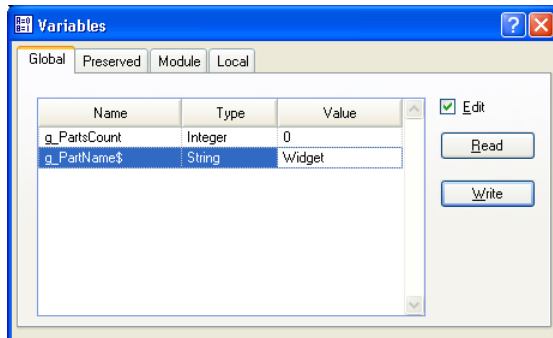 Variables
Global Preserved Module Local
Name Type Value
Edit
g_PartsCount Integer 0
Read
g_PartName$ String Widget
Write